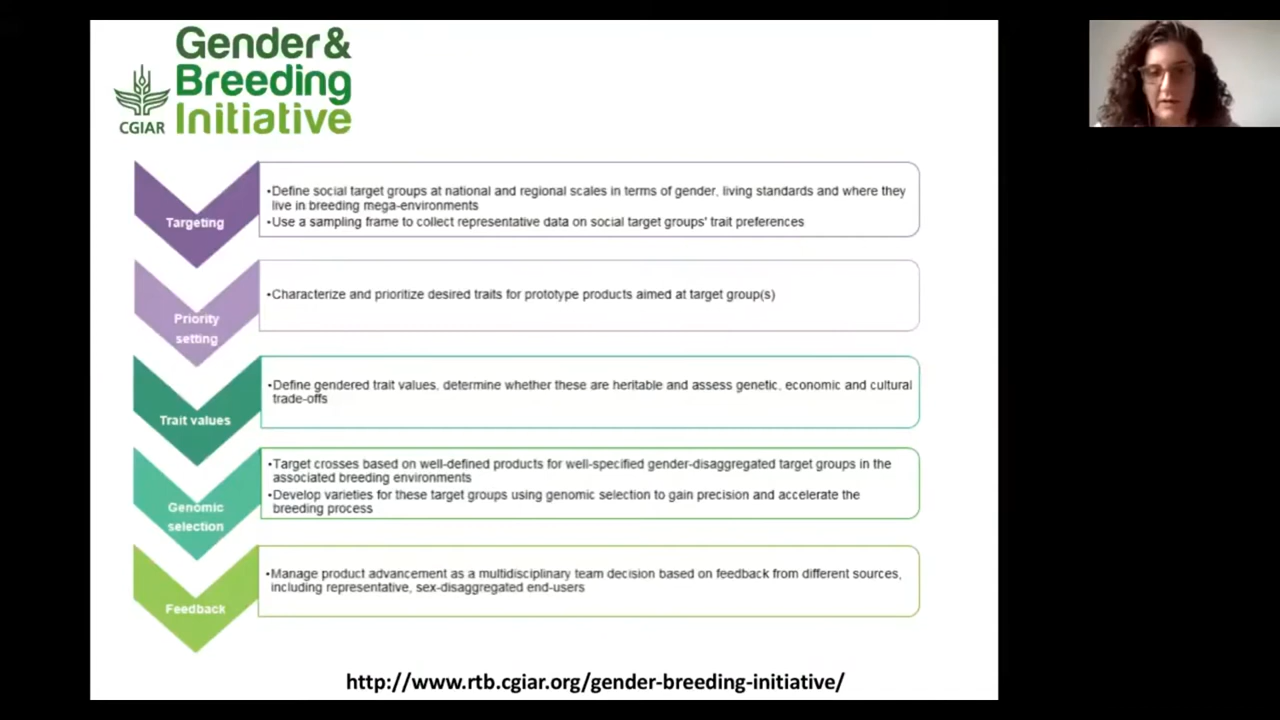 Gender &
Breeding
Initiative
CGIAR
Targeting
•Define social target groups at national and regional scales in terms of gender, living standards and where they
live in breeding mega-environments
•Use a sampling frame to collect representative data on social target groups' trait preferences
Priority
setting
•Characterize and prioritize desired traits for prototype products aimed at target group(s)
Trait values
•Define gendered trait values, determine whether these are heritable and assess genetic, economic and cultural
trade-offs
Genomic
selection
•Target crosses based on well-defined products for well-specified gender-disaggregated target groups in the
associated breeding environments
•Develop varieties for these target groups using genomic selection to gain precision and accelerate the
breeding process
Feedback
•Manage product advancement as a multidisciplinary team decision based on feedback from different sources,
including representative, sex-disaggregated end-users
http://www.rtb.cgiar.org/gender-breeding-initiative/